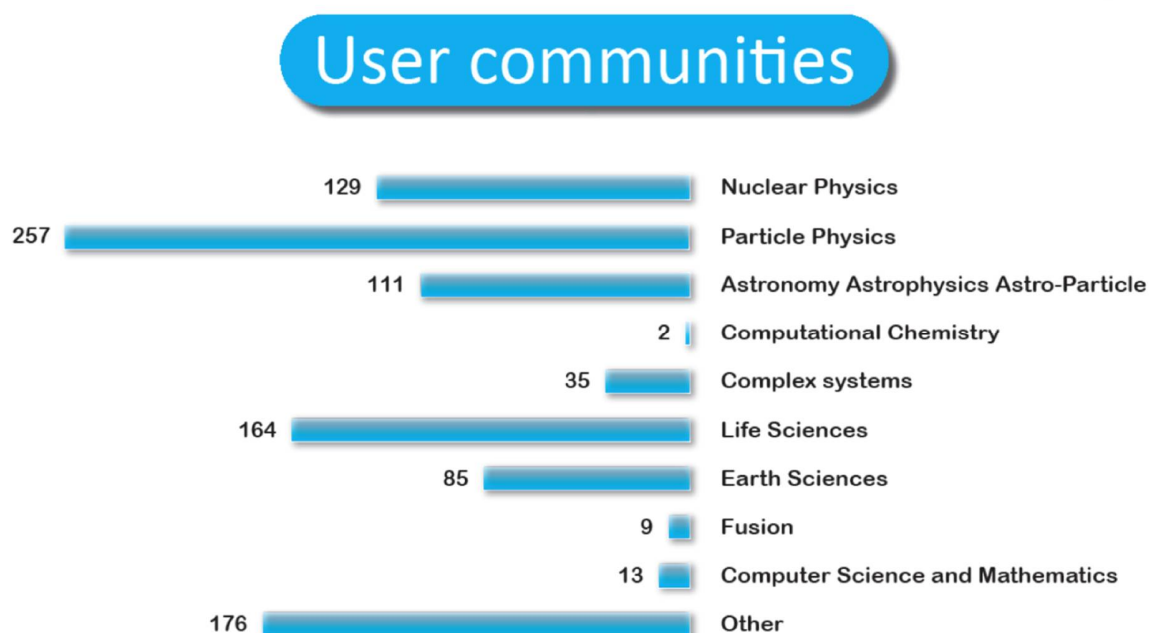 User communities
129 Nuclear Physics
257 Particle Physics
111 Astronomy Astrophysics Astro-Particle
2 Computational Chemistry
35 Complex systems
164 Life Sciences
85 Earth Sciences
9 Fusion
13 Computer Science and Mathematics
176 Other